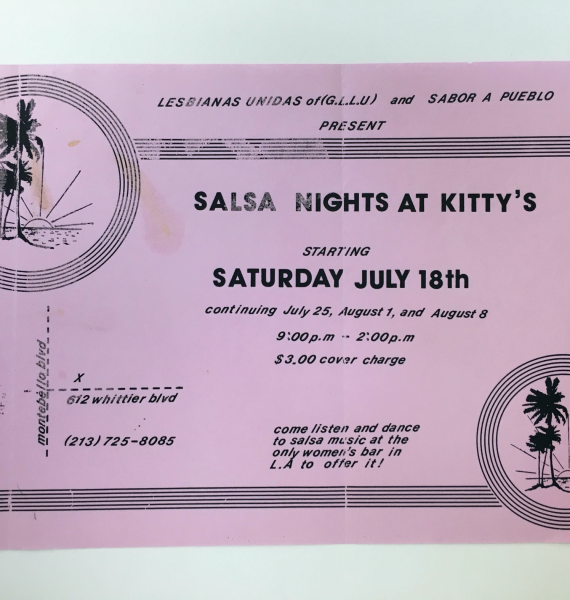 LESBIANAS UNIDAS of(G.L.L.U) and SABOR A PUEBLO
PRESENT
SALSA NIGHTS AT KITTY'S
STARTING
SATURDAY JULY 18th
continuing July 25, August 1, and August 8
9:00p.m -- 2:00p.m
$3.00 cover charge
montebello blvd
X
612 whittier blvd
(213) 725-8085
come listen and dance
to salsa music at the
only women's bar in
L.A to offer it!